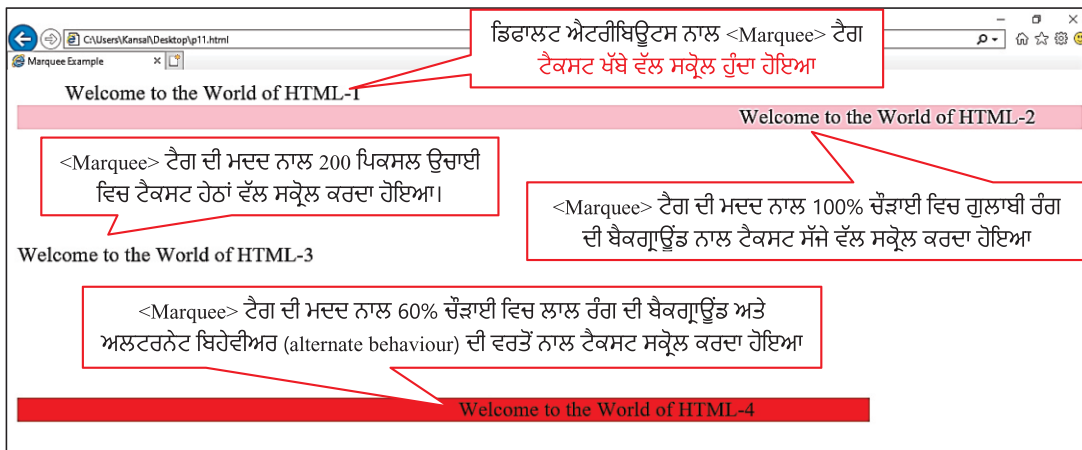 ਡਿਫਾਲਟ ਐਟਰੀਬਿਊਟਸ ਨਾਲ <Marquee> ਟੈਗ
ਟੈਕਸਟ ਖੱਬੇ ਵੱਲ ਸਕ੍ਰੋਲ ਹੁੰਦਾ ਹੋਇਆ
C:\Users\Kansal\Desktop\p11.html
Marquee Example
Welcome to the World of HTML-1
Welcome to the World of HTML-2
<Marquee> ਟੈਗ ਦੀ ਮਦਦ ਨਾਲ 200 ਪਿਕਸਲ ਉਚਾਈ
ਵਿਚ ਟੈਕਸਟ ਹੇਠਾਂ ਵੱਲ ਸਕ੍ਰੋਲ ਕਰਦਾ ਹੋਇਆ।
<Marquee> ਟੈਗ ਦੀ ਮਦਦ ਨਾਲ 100% ਚੌੜਾਈ ਵਿਚ ਗੁਲਾਬੀ ਰੰਗ
ਦੀ ਬੈਕਗ੍ਰਾਊਂਡ ਨਾਲ ਟੈਕਸਟ ਸੱਜੇ ਵੱਲ ਸਕ੍ਰੋਲ ਕਰਦਾ ਹੋਇਆ
Welcome to the World of HTML-3
<Marquee> ਟੈਗ ਦੀ ਮਦਦ ਨਾਲ 60% ਚੌੜਾਈ ਵਿਚ ਲਾਲ ਰੰਗ ਦੀ ਬੈਕਗ੍ਰਾਊਂਡ ਅਤੇ
ਅਲਟਰਨੇਟ ਬਿਹੇਵੀਅਰ (alternate behaviour) ਦੀ ਵਰਤੋਂ ਨਾਲ ਟੈਕਸਟ ਸਕ੍ਰੋਲ ਕਰਦਾ ਹੋਇਆ
Welcome to the World of HTML-4